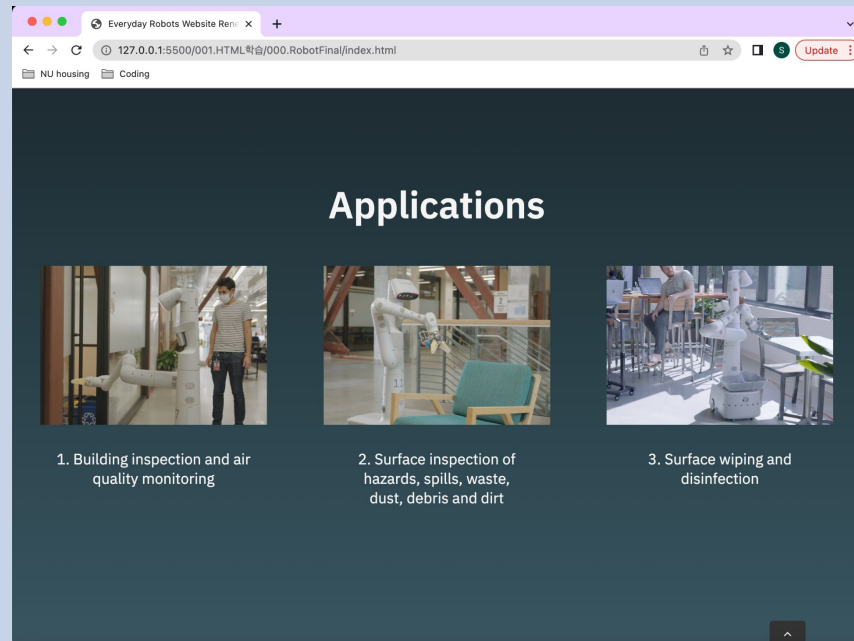 Everyday Robots Website Ren
127.0.0.1:5500/001.HTML학습/000.RobotFinal/index.html
S
Update
NU housing
Coding
Applications
11
2
1. Building inspection and air
quality monitoring
2. Surface inspection of
hazards, spills, waste,
dust, debris and dirt
3. Surface wiping and
disinfection